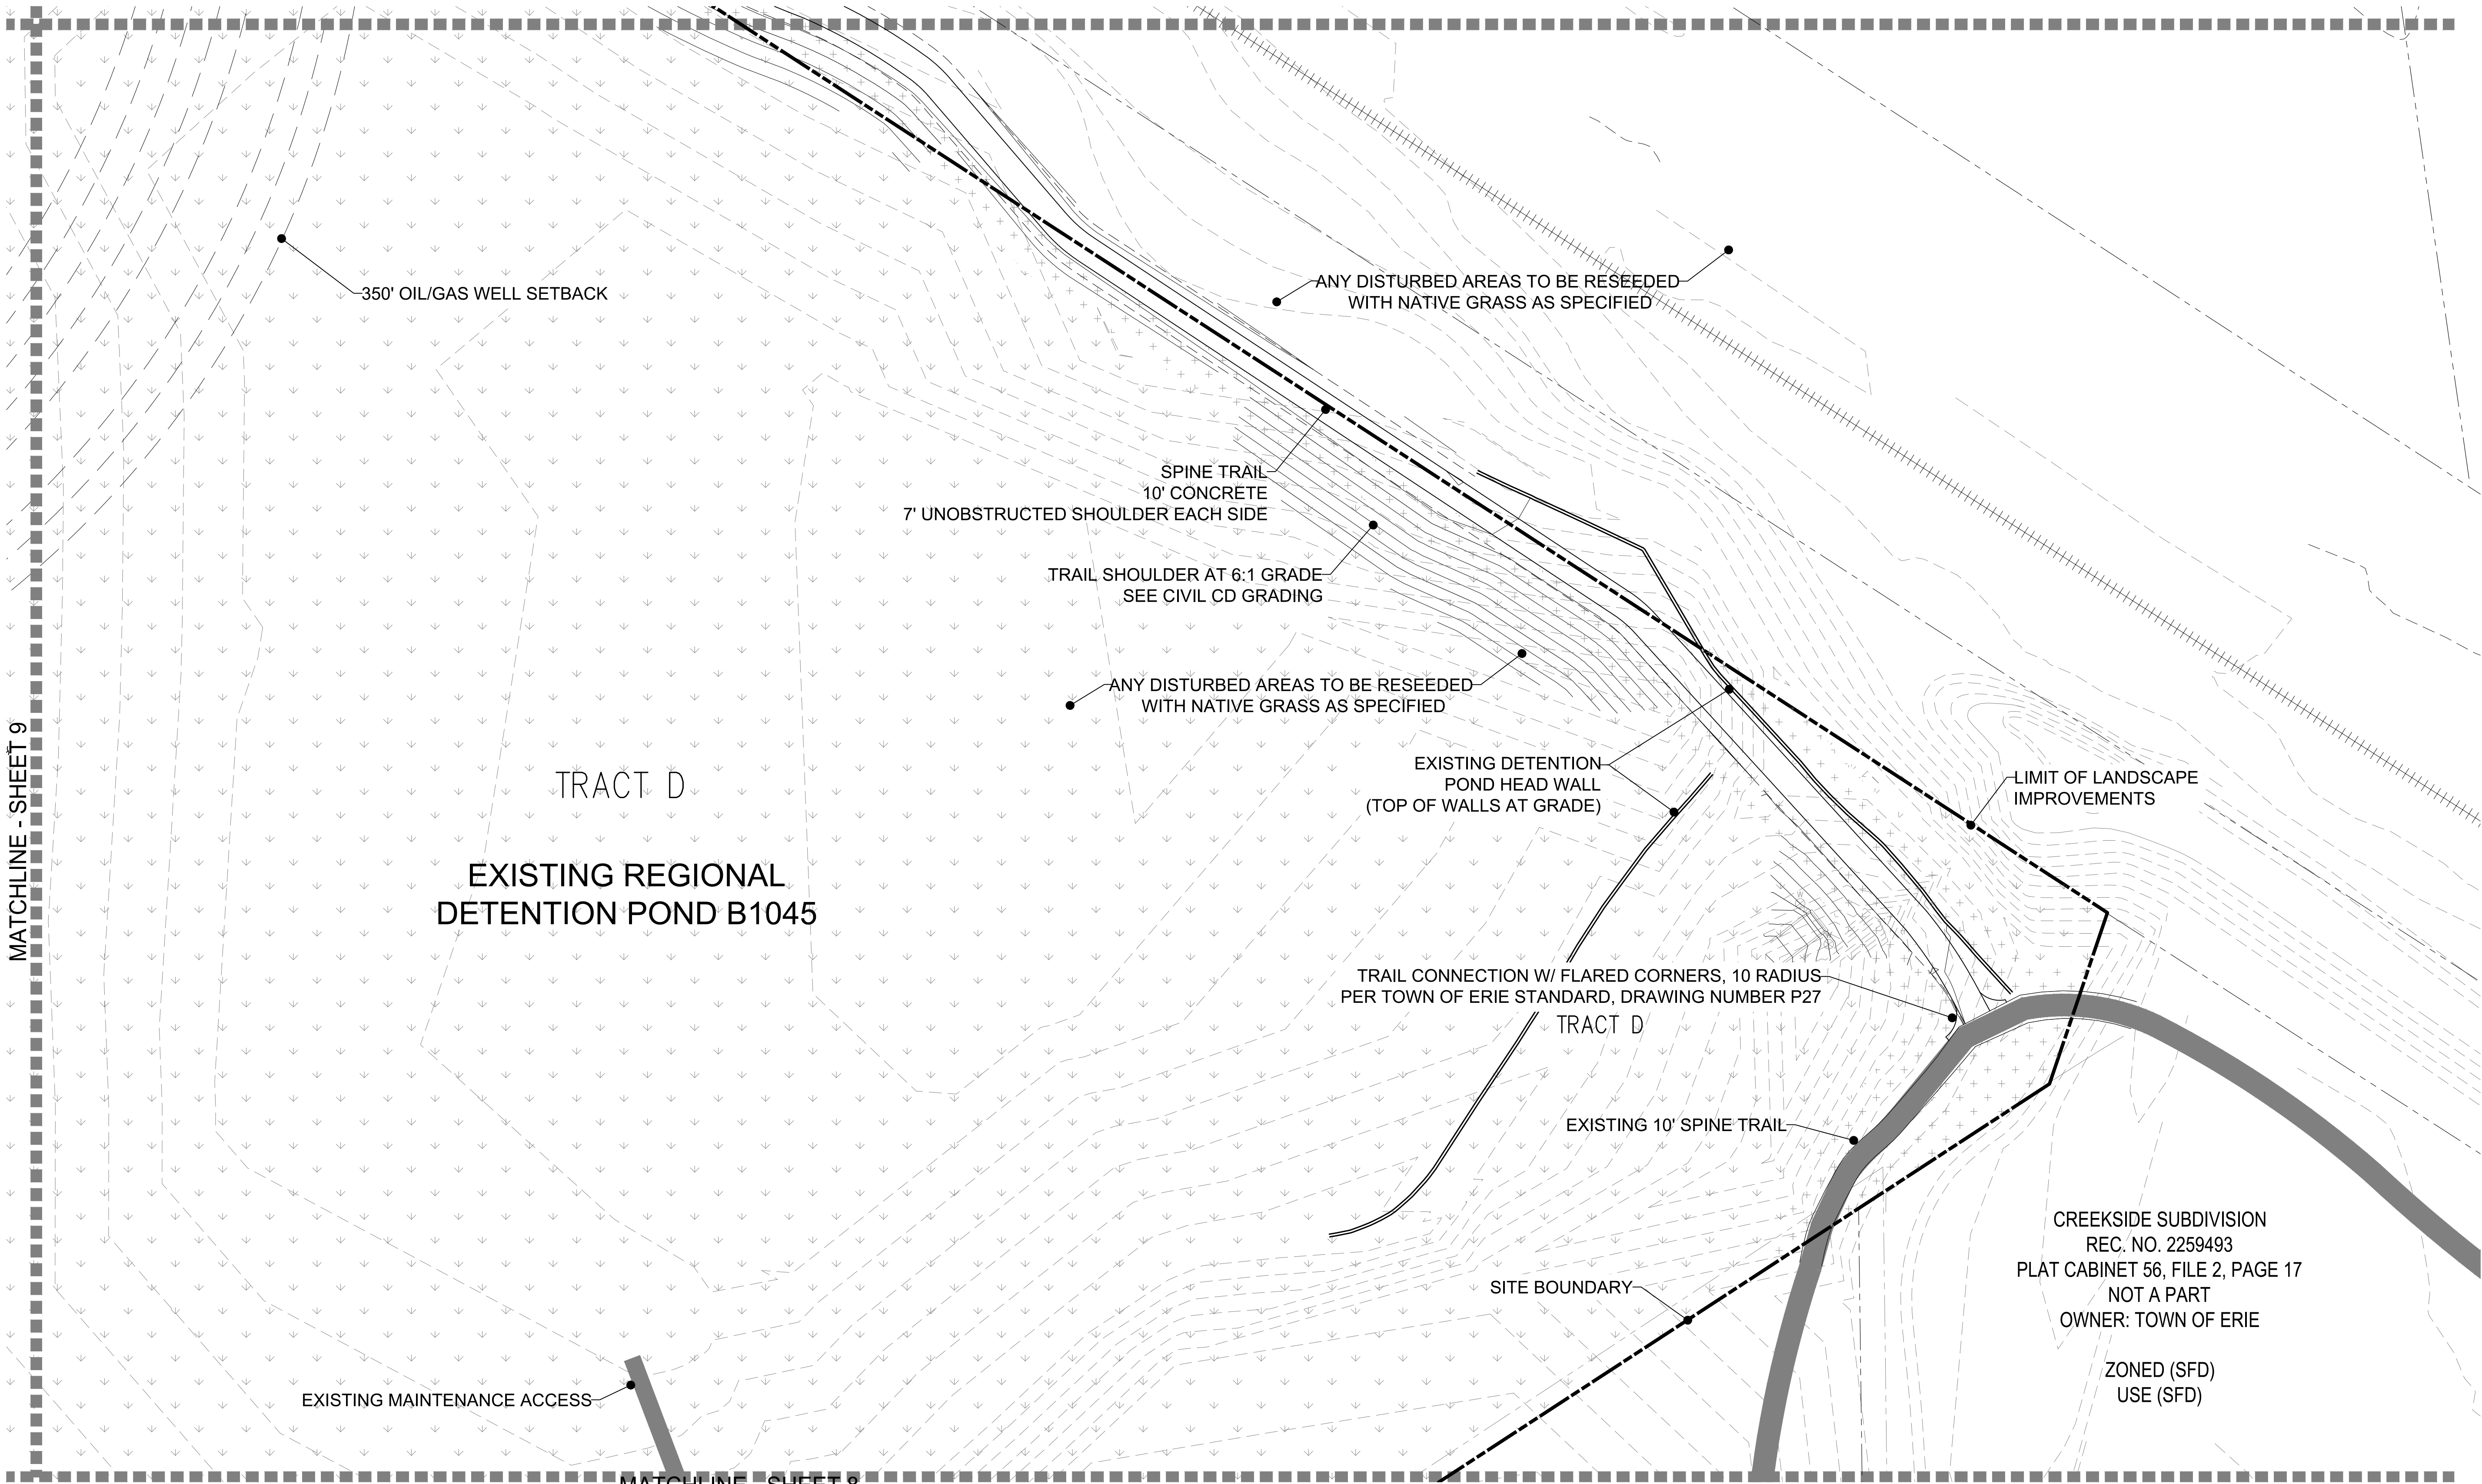 350' OIL/GAS WELL SETBACK
ANY DISTURBED AREAS TO BE RESEEDED
WITH NATIVE GRASS AS SPECIFIED
SPINE TRAIL
10' CONCRETE
7' UNOBSTRUCTED SHOULDER EACH SIDE
TRAIL SHOULDER AT 6:1 GRADE
SEE CIVIL CD GRADING
ANY DISTURBED AREAS TO BE RESEEDED
WITH NATIVE GRASS AS SPECIFIED
MATCHLINE - SHEET 9
TRACT D
EXISTING REGIONAL
DETENTION POND B1045
EXISTING DETENTION
POND HEAD WALL
(TOP OF WALLS AT GRADE)
LIMIT OF LANDSCAPE
IMPROVEMENTS
TRAIL CONNECTION W/ FLARED CORNERS, 10 RADIUS
PER TOWN OF ERIE STANDARD, DRAWING NUMBER P27
TRACT D
EXISTING 10' SPINE TRAIL
SITE BOUNDARY
CREEKSIDE SUBDIVISION
REC. NO. 2259493
PLAT CABINET 56, FILE 2, PAGE 17
NOT A PART
OWNER: TOWN OF ERIE
ZONED (SFD)
USE (SFD)
EXISTING MAINTENANCE ACCESS
MATCHLINE - SHEET 8